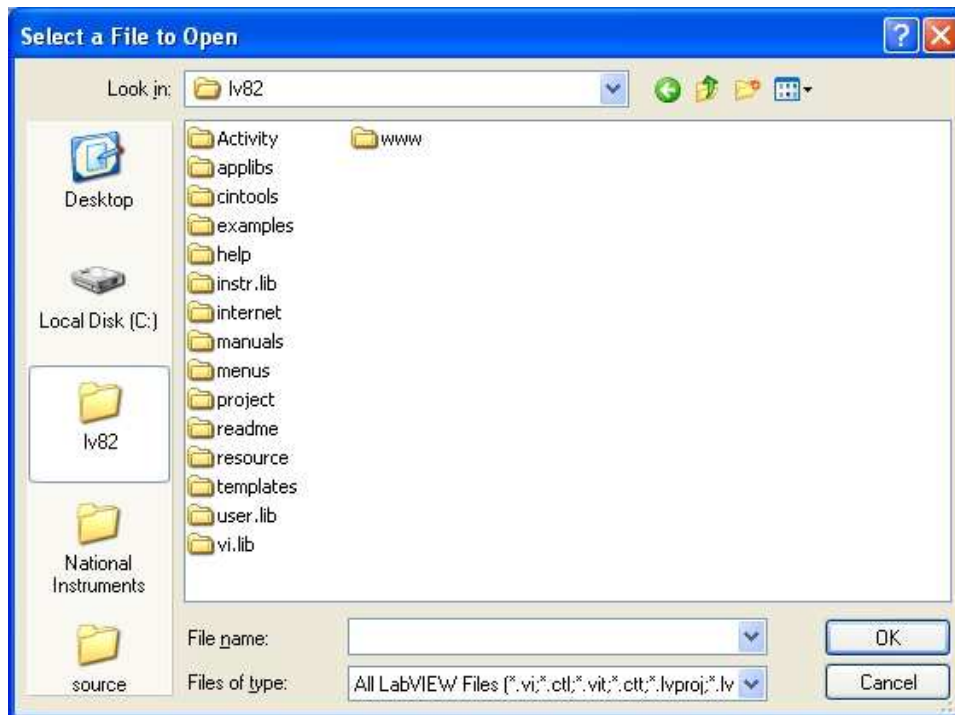 Select a File to Open
Look in: lv82
Desktop
Local Disk (C:)
lv82
National
Instruments
source
Activity
applibs
cintools
examples
help
instr.lib
internet
manuals
menus
project
readme
resource
templates
user.lib
vi.lib
www
File name:
OK
Files of type: All LabVIEW Files (*.vi;*.ctl;*.vit;*.ctt;*.lvproj;*.lv
Cancel